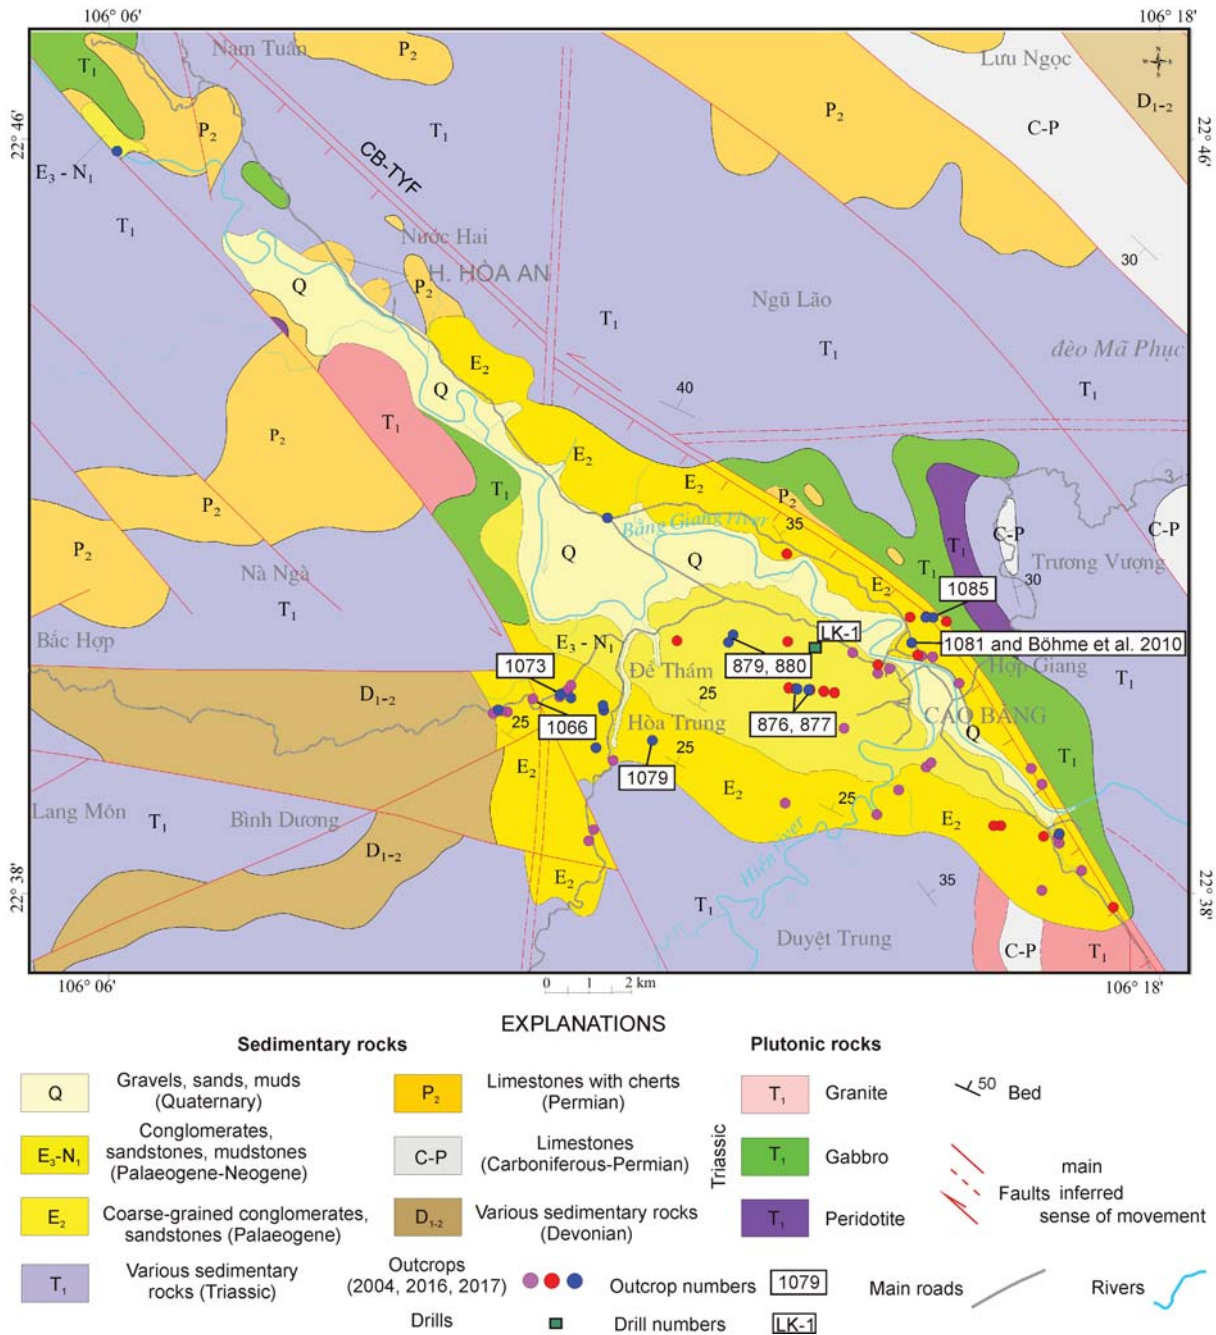 106° 06'
106° 18'
Nam Tuấn
P₂
Lưu Ngọc
T₁
D₁₋₂
P₂
22° 46'
P₂
T₁
C-P
22° 46'
CB-TYF
E₃ - N₁
T₁
Nước Hai
30
H. HÒA AN
Q
P₂
Ngũ Lão
T₁
T₁
đèo Mã Phục
E₂
Q
40
T₁
T₁
P₂
E₂
E₂
3
T₁
P₂
P₂
35
Bằng Giang river
C-P
C-P
P₂
Q
Q
T₁
T₁
Trương Vượng
Nà Ngà
E₂
30
1085
T₁
Bắc Hợp
E₃ - N₁
LK-1
1081 and Böhme et al. 2010
1073
879, 880
Hợp Giang
Để Thám
T₁
D₁₋₂
25
25
1066
Hòa Trung
876, 877
CAO BẰNG
Q
25
E₂
1079
E₂
T₁
Lang Môn
T₁
Bình Dương
25
E₂
Hiến river
D₁₋₂
E₂
35
22° 38'
T₁
22° 38'
Duyệt Trung
C-P
T₁
106° 06'
0 1 2 km
106° 18'
EXPLANATIONS
Sedimentary rocks
Plutonic rocks
Q
Gravels, sands, muds
(Quaternary)
P₂
Limestones with cherts
(Permian)
T₁
Granite
50
Bed
E₃-N₁
Conglomerates,
sandstones, mudstones
(Palaeogene-Neogene)
C-P
Limestones
(Carboniferous-Permian)
Triassic
T₁
Gabbro
main
Faults inferred
sense of movement
E₂
Coarse-grained conglomerates,
sandstones (Palaeogene)
D₁₋₂
Various sedimentary rocks
(Devonian)
T₁
Peridotite
T₁
Various sedimentary
rocks (Triassic)
Outcrops
(2004, 2016, 2017)
Outcrop numbers
1079
Main roads
Rivers
Drills
Drill numbers
LK-1